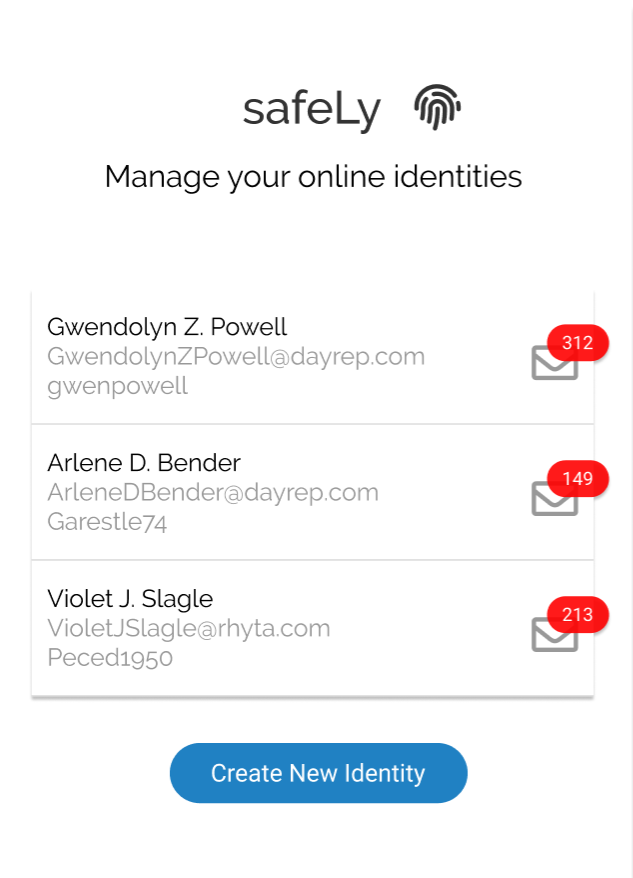 safeLy
Manage your online identities
Gwendolyn Z. Powell
GwendolynZPowell@dayrep.com
gwenpowell
312
Arlene D. Bender
ArleneDBender@dayrep.com
Garestle74
149
Violet J. Slagle
VioletJSlagle@rhyta.com
Peced1950
213
Create New Identity